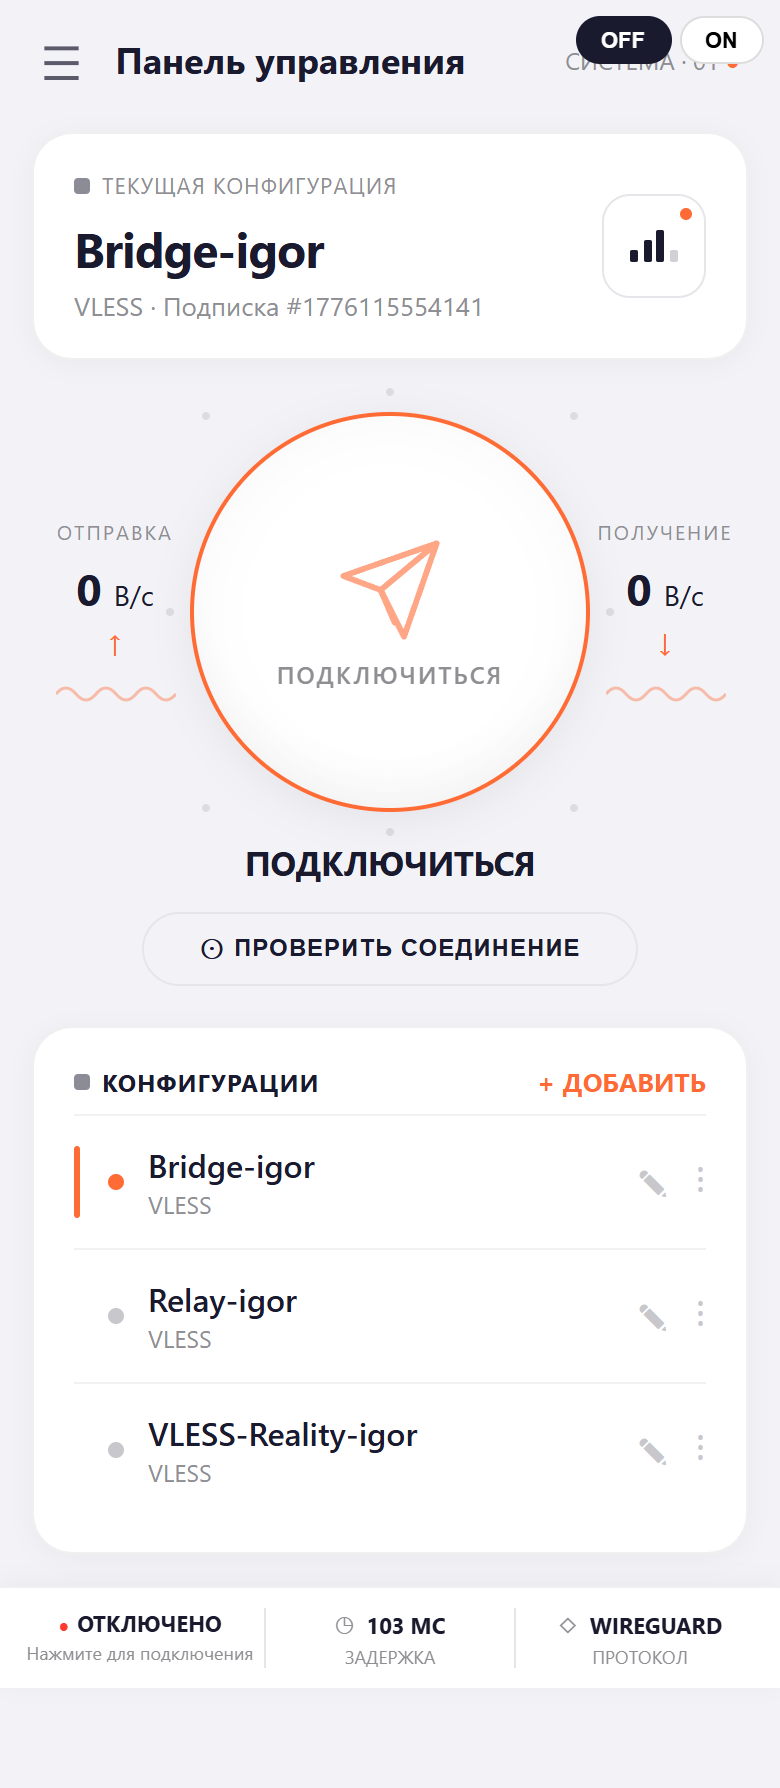 Панель управления
OFF
ON
СИСТЕМА · 01
ТЕКУЩАЯ КОНФИГУРАЦИЯ
Bridge-igor
VLESS · Подписка #1776115554141
ОТПРАВКА
0 B/c
↑
ПОДКЛЮЧИТЬСЯ
ПОЛУЧЕНИЕ
0 B/c
↓
ПОДКЛЮЧИТЬСЯ
ПРОВЕРИТЬ СОЕДИНЕНИЕ
КОНФИГУРАЦИИ
+ ДОБАВИТЬ
Bridge-igor
VLESS
Relay-igor
VLESS
VLESS-Reality-igor
VLESS
ОТКЛЮЧЕНО
Нажмите для подключения
103 МС
ЗАДЕРЖКА
WIREGUARD
ПРОТОКОЛ